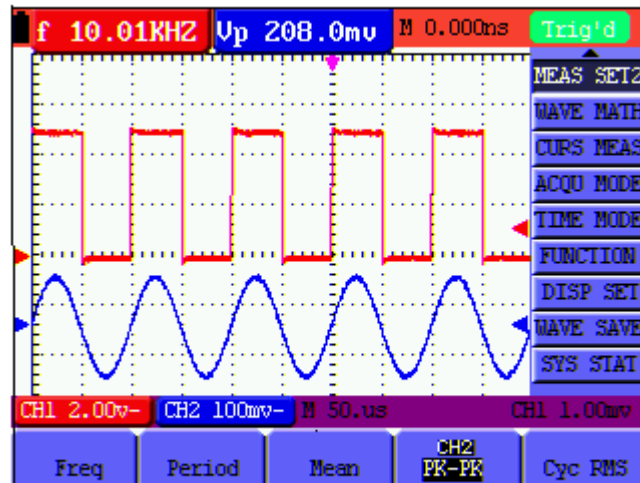 f 10.01KHZ Vp 208.0mv M 0.000ns Trig'd
MEAS SET2
WAVE MATH
CURS MEAS
ACQU MODE
TIME MODE
FUNCTION
DISP SET
WAVE SAVE
SYS STAT
CH1 2.00v- CH2 100mv- M 50.us CH1 1.00mv
Freq Period Mean CH2 PK-PK Cyc RMS